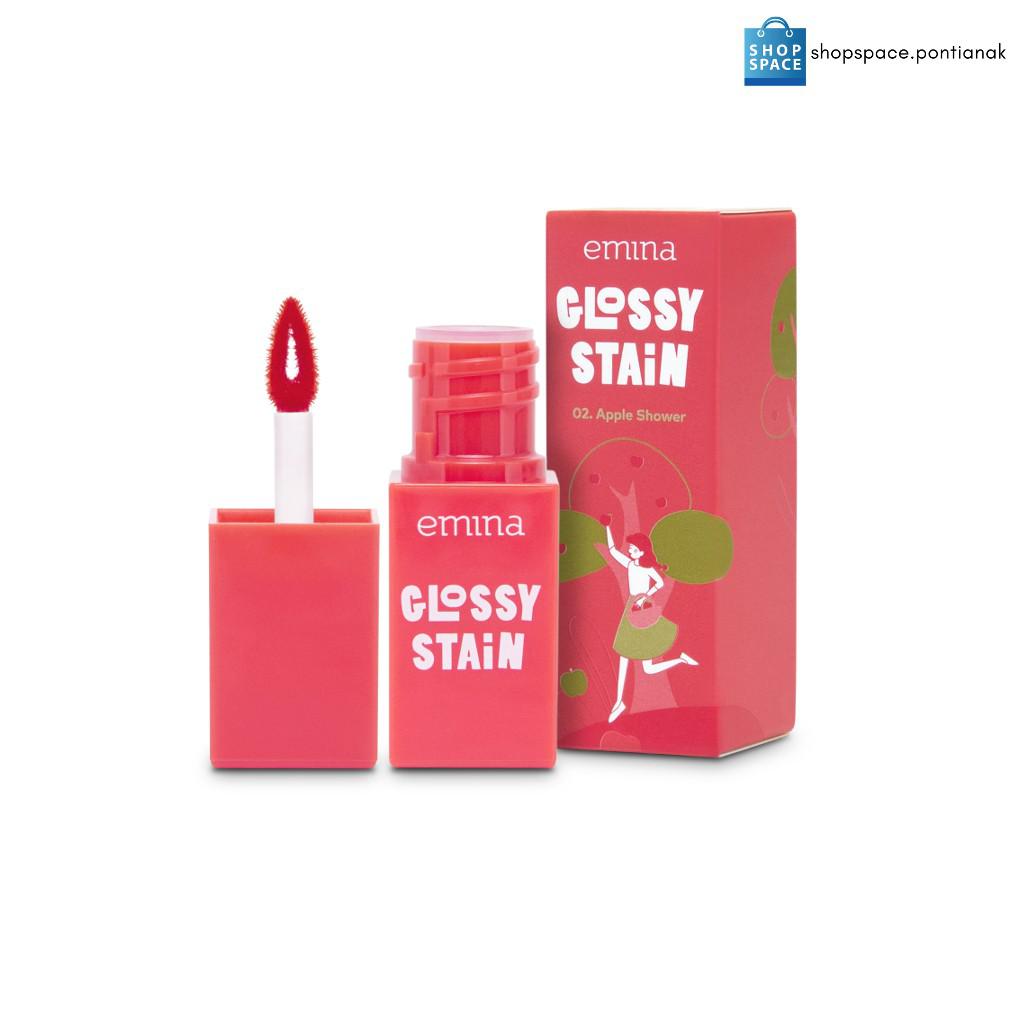 SHOP
SPACE
shopspace.pontianak
emina
GLOSSY
STAiN
02. Apple Shower
emina
GLOSSY
STAiN